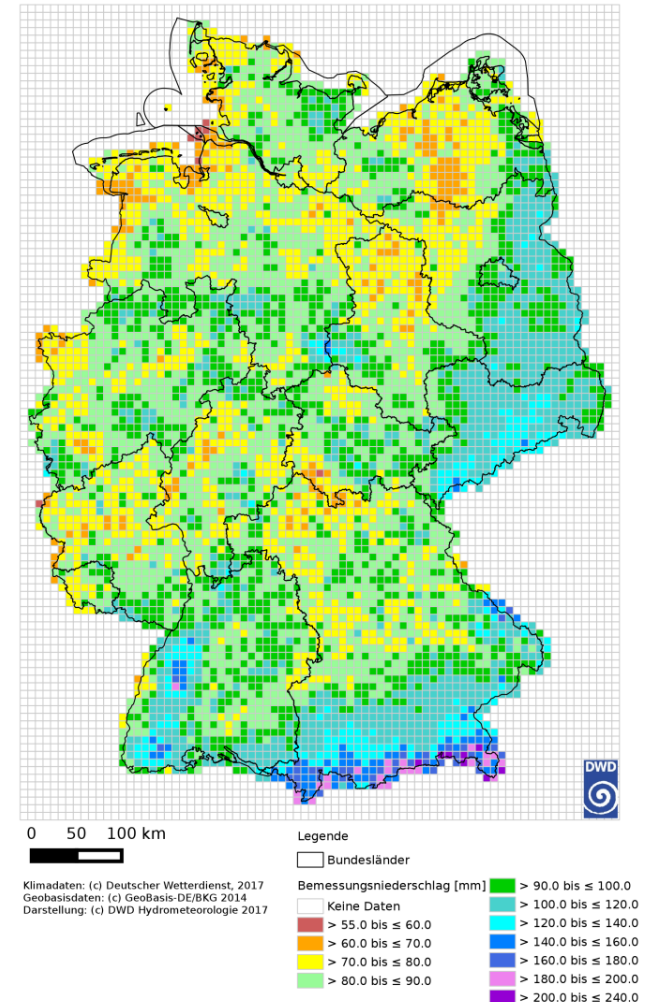 DWD
0 50 100 km
Klimadaten: (c) Deutscher Wetterdienst, 2017
Geobasisdaten: (c) GeoBasis-DE/BKG 2014
Darstellung: (c) DWD Hydrometeorologie 2017
Legende
Bundesländer
Bemessungsniederschlag [mm]
Keine Daten
> 55.0 bis ≤ 60.0
> 60.0 bis ≤ 70.0
> 70.0 bis ≤ 80.0
> 80.0 bis ≤ 90.0
> 90.0 bis ≤ 100.0
> 100.0 bis ≤ 120.0
> 120.0 bis ≤ 140.0
> 140.0 bis ≤ 160.0
> 160.0 bis ≤ 180.0
> 180.0 bis ≤ 200.0
> 200.0 bis ≤ 240.0